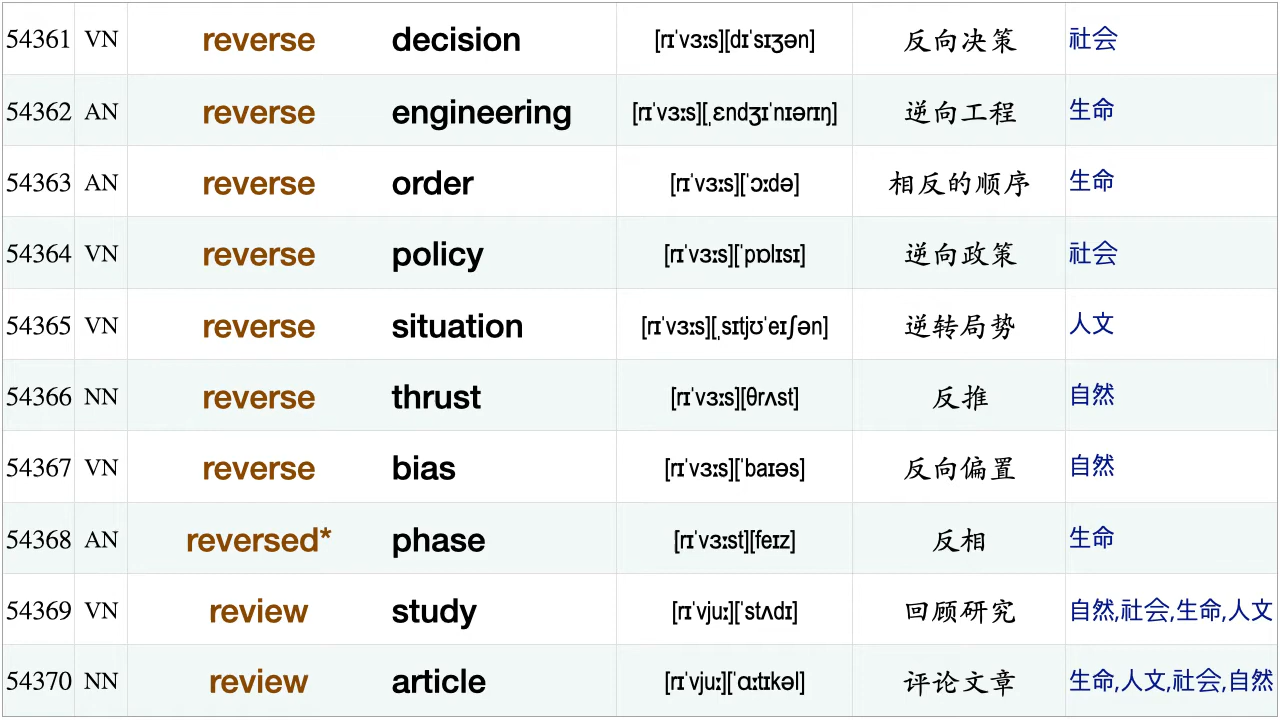 54361 VN reverse decision [rɪˈvɜːs][dɪˈsɪʒən] 反向决策 社会
54362 AN reverse engineering [rɪˈvɜːs][ˌɛndʒɪˈnɪərɪŋ] 逆向工程 生命
54363 AN reverse order [rɪˈvɜːs][ˈɔːdə] 相反的顺序 生命
54364 VN reverse policy [rɪˈvɜːs][ˈpɒlɪsɪ] 逆向政策 社会
54365 VN reverse situation [rɪˈvɜːs][ˌsɪtjʊˈeɪʃən] 逆转局势 人文
54366 NN reverse thrust [rɪˈvɜːs][θrʌst] 反推 自然
54367 VN reverse bias [rɪˈvɜːs][ˈbaɪəs] 反向偏置 自然
54368 AN reversed* phase [rɪˈvɜːst][feɪz] 反相 生命
54369 VN review study [rɪˈvjuː][ˈstʌdɪ] 回顾研究 自然,社会,生命,人文
54370 NN review article [rɪˈvjuː][ˈɑːtɪkəl] 评论文章 生命,人文,社会,自然